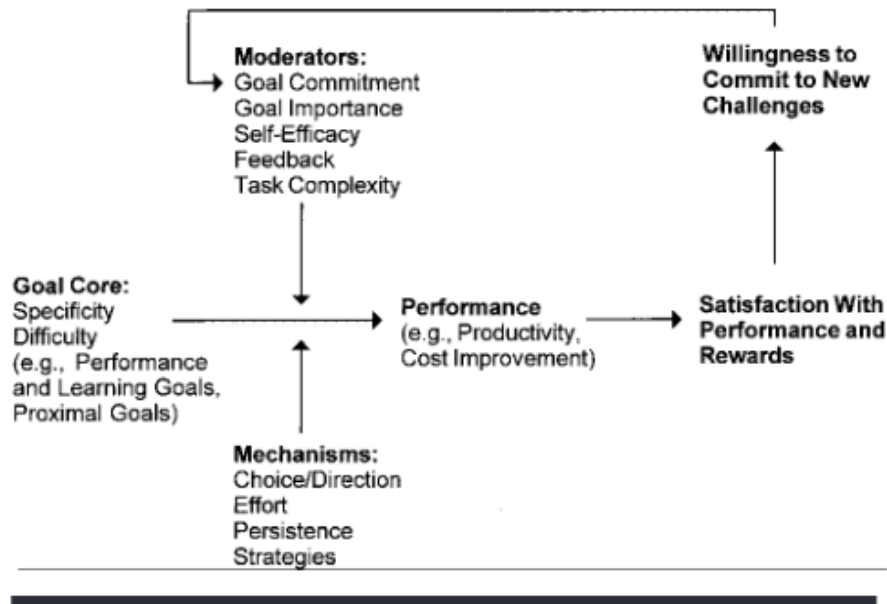 Moderators:
Goal Commitment
Goal Importance
Self-Efficacy
Feedback
Task Complexity
Willingness to
Commit to New
Challenges
Goal Core:
Specificity
Difficulty
(e.g., Performance
and Learning Goals,
Proximal Goals)
Performance
(e.g., Productivity,
Cost Improvement)
Satisfaction With
Performance and
Rewards
Mechanisms:
Choice/Direction
Effort
Persistence
Strategies